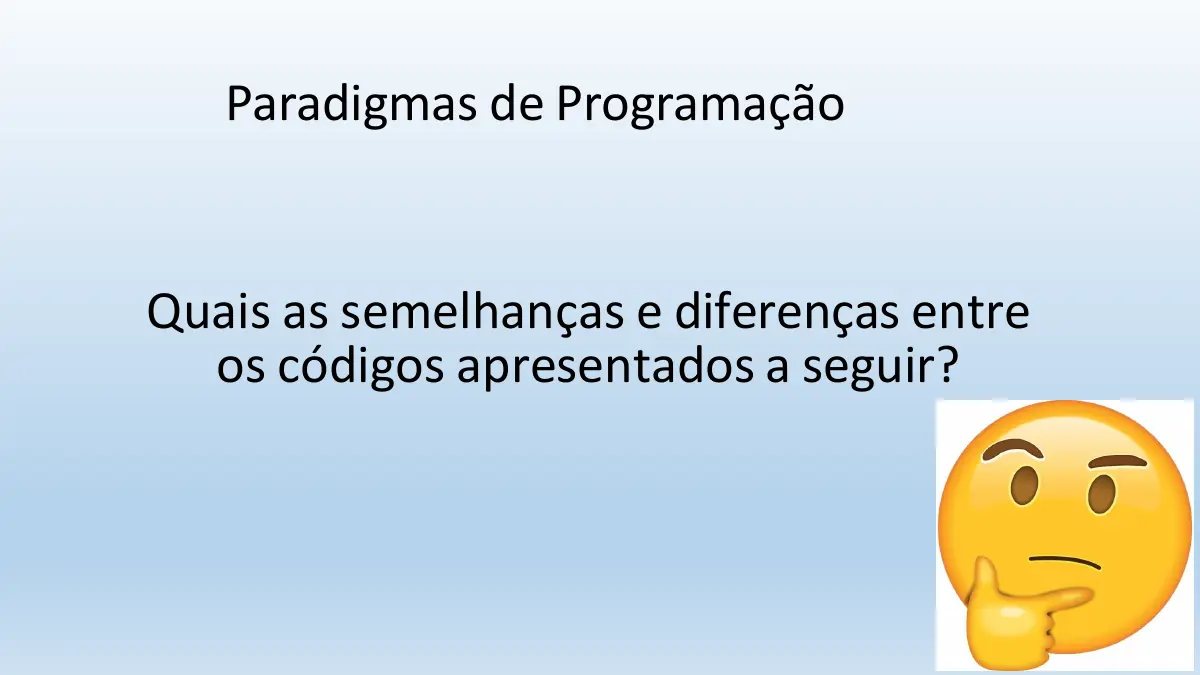 Paradigmas de Programação
Quais as semelhanças e diferenças entre
os códigos apresentados a seguir?